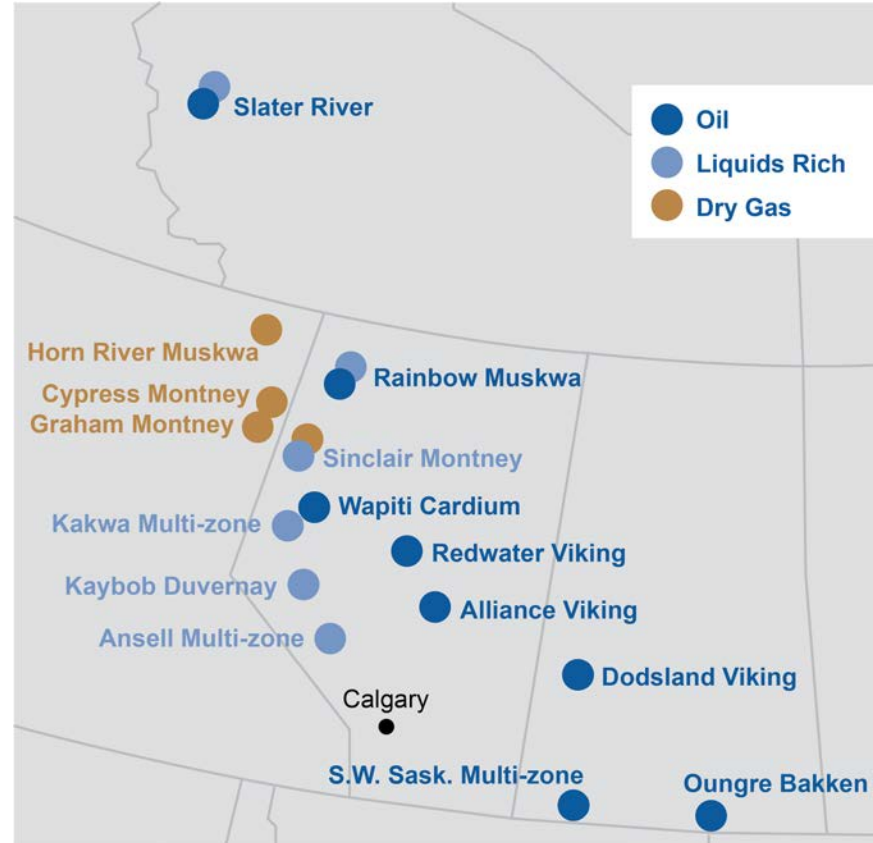 Slater River
Oil
Liquids Rich
Dry Gas
Horn River Muskwa
Rainbow Muskwa
Cypress Montney
Graham Montney
Sinclair Montney
Wapiti Cardium
Kakwa Multi-zone
Redwater Viking
Kaybob Duvernay
Alliance Viking
Ansell Multi-zone
Dodsland Viking
Calgary
S.W. Sask. Multi-zone
Oungre Bakken